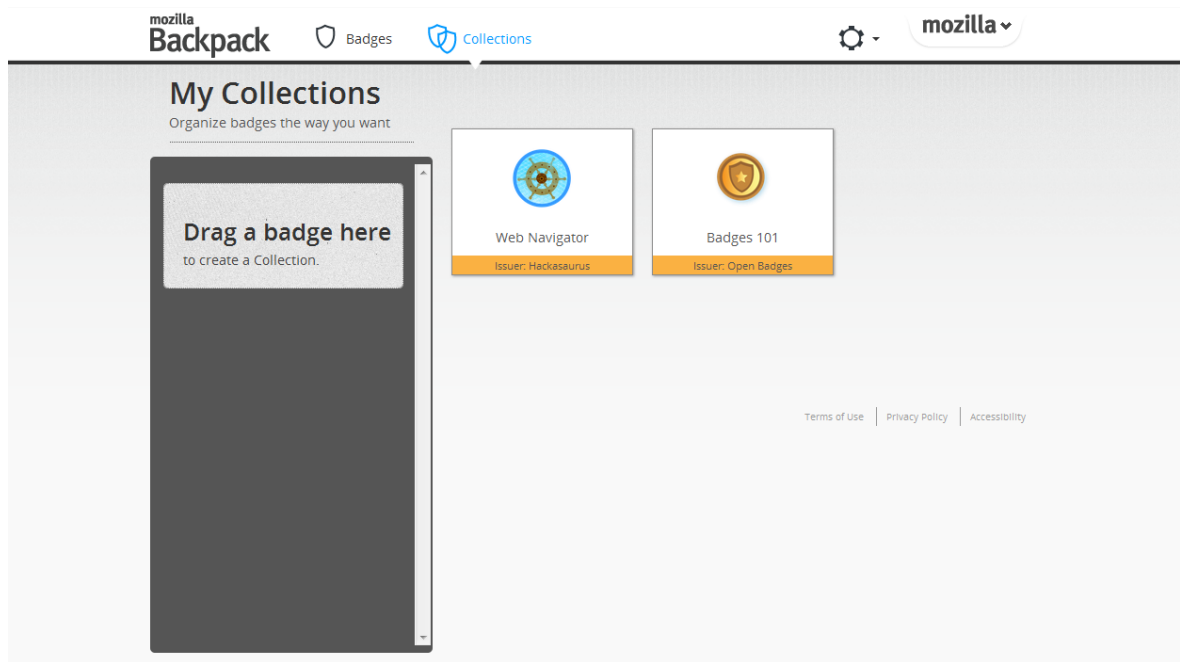 mozilla
Backpack
Badges
Collections
mozilla
My Collections
Organize badges the way you want
Drag a badge here
to create a Collection.
Web Navigator
Issuer: Hackasaurus
Badges 101
Issuer: Open Badges
Terms of Use
Privacy Policy
Accessibility